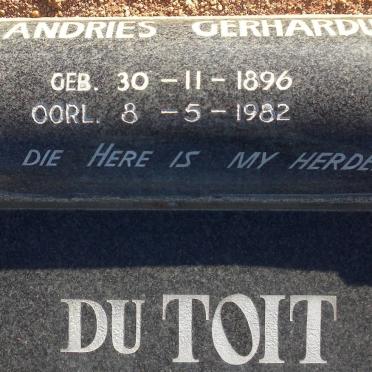 ANDRIES GERHARDU
GEB. 30-11-1896
OORL. 8-5-1982
DIE HERE IS MY HERDE
DU TOIT